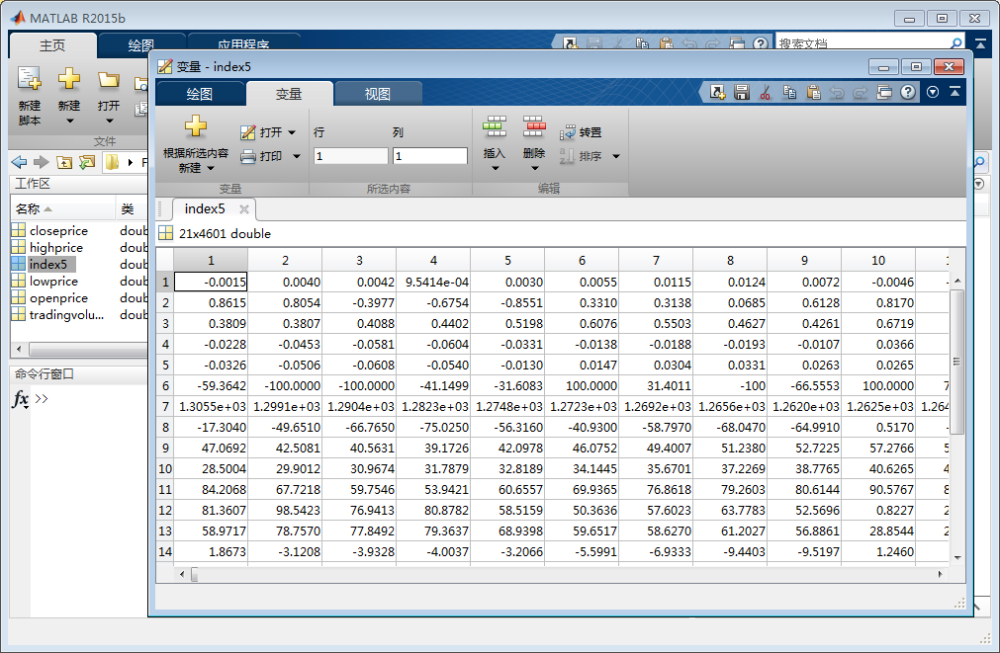 MATLAB R2015b
主页 绘图 应用程序
搜索文档
新建
脚本
新建
打开
文件
工作区
名称 类
closeprice doub
highprice doub
index5 doub
lowprice doub
openprice doub
tradingvolu... doub
命令行窗口
fx >>
变量 - index5
绘图 变量 视图
根据所选内容
新建
打开
打印
变量
行 列
1 1
所选内容
插入
删除
转置
排序
编辑
index5
21x4601 double
1 2 3 4 5 6 7 8 9 10
1 -0.0015 0.0040 0.0042 9.5414e-04 0.0030 0.0055 0.0115 0.0124 0.0072 -0.0046
2 0.8615 0.8054 -0.3977 -0.6754 -0.8551 0.3310 0.3138 0.0685 0.6128 0.8170
3 0.3809 0.3807 0.4088 0.4402 0.5198 0.6076 0.5503 0.4627 0.4261 0.6719
4 -0.0228 -0.0453 -0.0581 -0.0604 -0.0331 -0.0138 -0.0188 -0.0193 -0.0107 0.0366
5 -0.0326 -0.0506 -0.0608 -0.0540 -0.0130 0.0147 0.0304 0.0331 0.0263 0.0265
6 -59.3642 -100.0000 -100.0000 -41.1499 -31.6083 100.0000 31.4011 -100 -66.5553 100.0000 7
7 1.3055e+03 1.2991e+03 1.2904e+03 1.2823e+03 1.2748e+03 1.2723e+03 1.2692e+03 1.2656e+03 1.2620e+03 1.2625e+03 1.264
8 -17.3040 -49.6510 -66.7650 -75.0250 -56.3160 -40.9300 -58.7970 -68.0470 -64.9910 0.5170 -
9 47.0692 42.5081 40.5631 39.1726 42.0978 46.0752 49.4007 51.2380 52.7225 57.2766 5
10 28.5004 29.9012 30.9674 31.7879 32.8189 34.1445 35.6701 37.2269 38.7765 40.6265 4
11 84.2068 67.7218 59.7546 53.9421 60.6557 69.9365 76.8618 79.2603 80.6144 90.5767 8
12 81.3607 98.5423 76.9413 80.8782 58.5159 50.3636 57.6023 63.7783 52.5696 0.8227 2
13 58.9717 78.7570 77.8492 79.3637 68.9398 59.6517 58.6270 61.2027 56.8861 28.8544 2
14 1.8673 -3.1208 -3.9328 -4.0037 -3.2066 -5.5991 -6.9333 -9.4403 -9.5197 1.2460